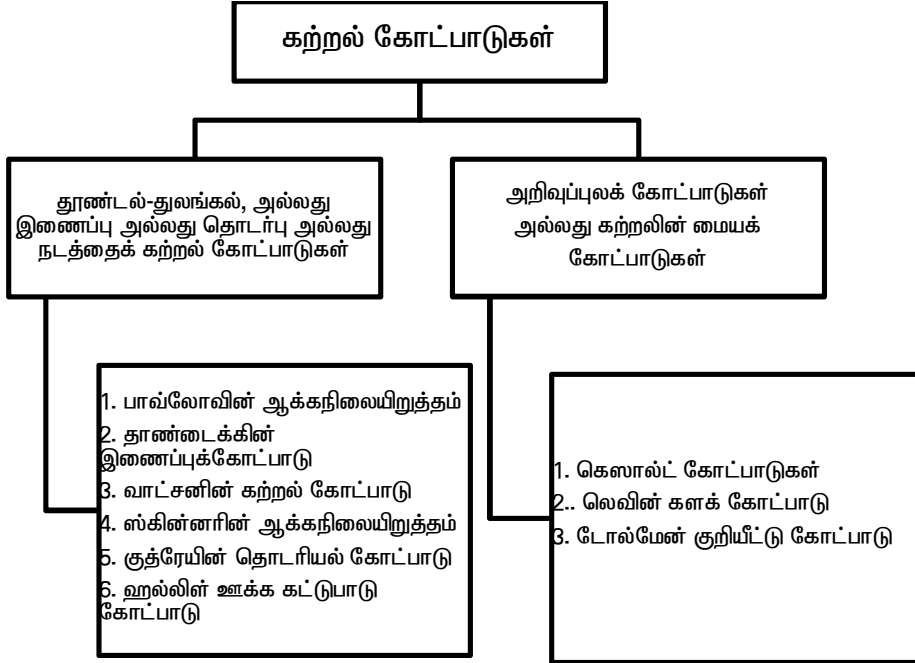 கற்றல் கோட்பாடுகள்
தூண்டல்-துலங்கல், அல்லது
இணைப்பு அல்லது தொடர்பு அல்லது
நடத்தைக் கற்றல் கோட்பாடுகள்
அறிவுப்புலக் கோட்பாடுகள்
அல்லது கற்றலின் மையக்
கோட்பாடுகள்
1. பாவ்லோவின் ஆக்கநிலையிறுத்தம்
2. தாண்டைக்கின்
இணைப்புக்கோட்பாடு
3. வாட்சனின் கற்றல் கோட்பாடு
4. ஸ்கின்னரின் ஆக்கநிலையிறுத்தம்
5. குத்ரேயின் தொடரியல் கோட்பாடு
6. ஹல்லிள் ஊக்க கட்டுபாடு
கோட்பாடு
1. கெஸால்ட் கோட்பாடுகள்
2.. லெவின் களக் கோட்பாடு
3. டோல்மேன் குறியீட்டு கோட்பாடு